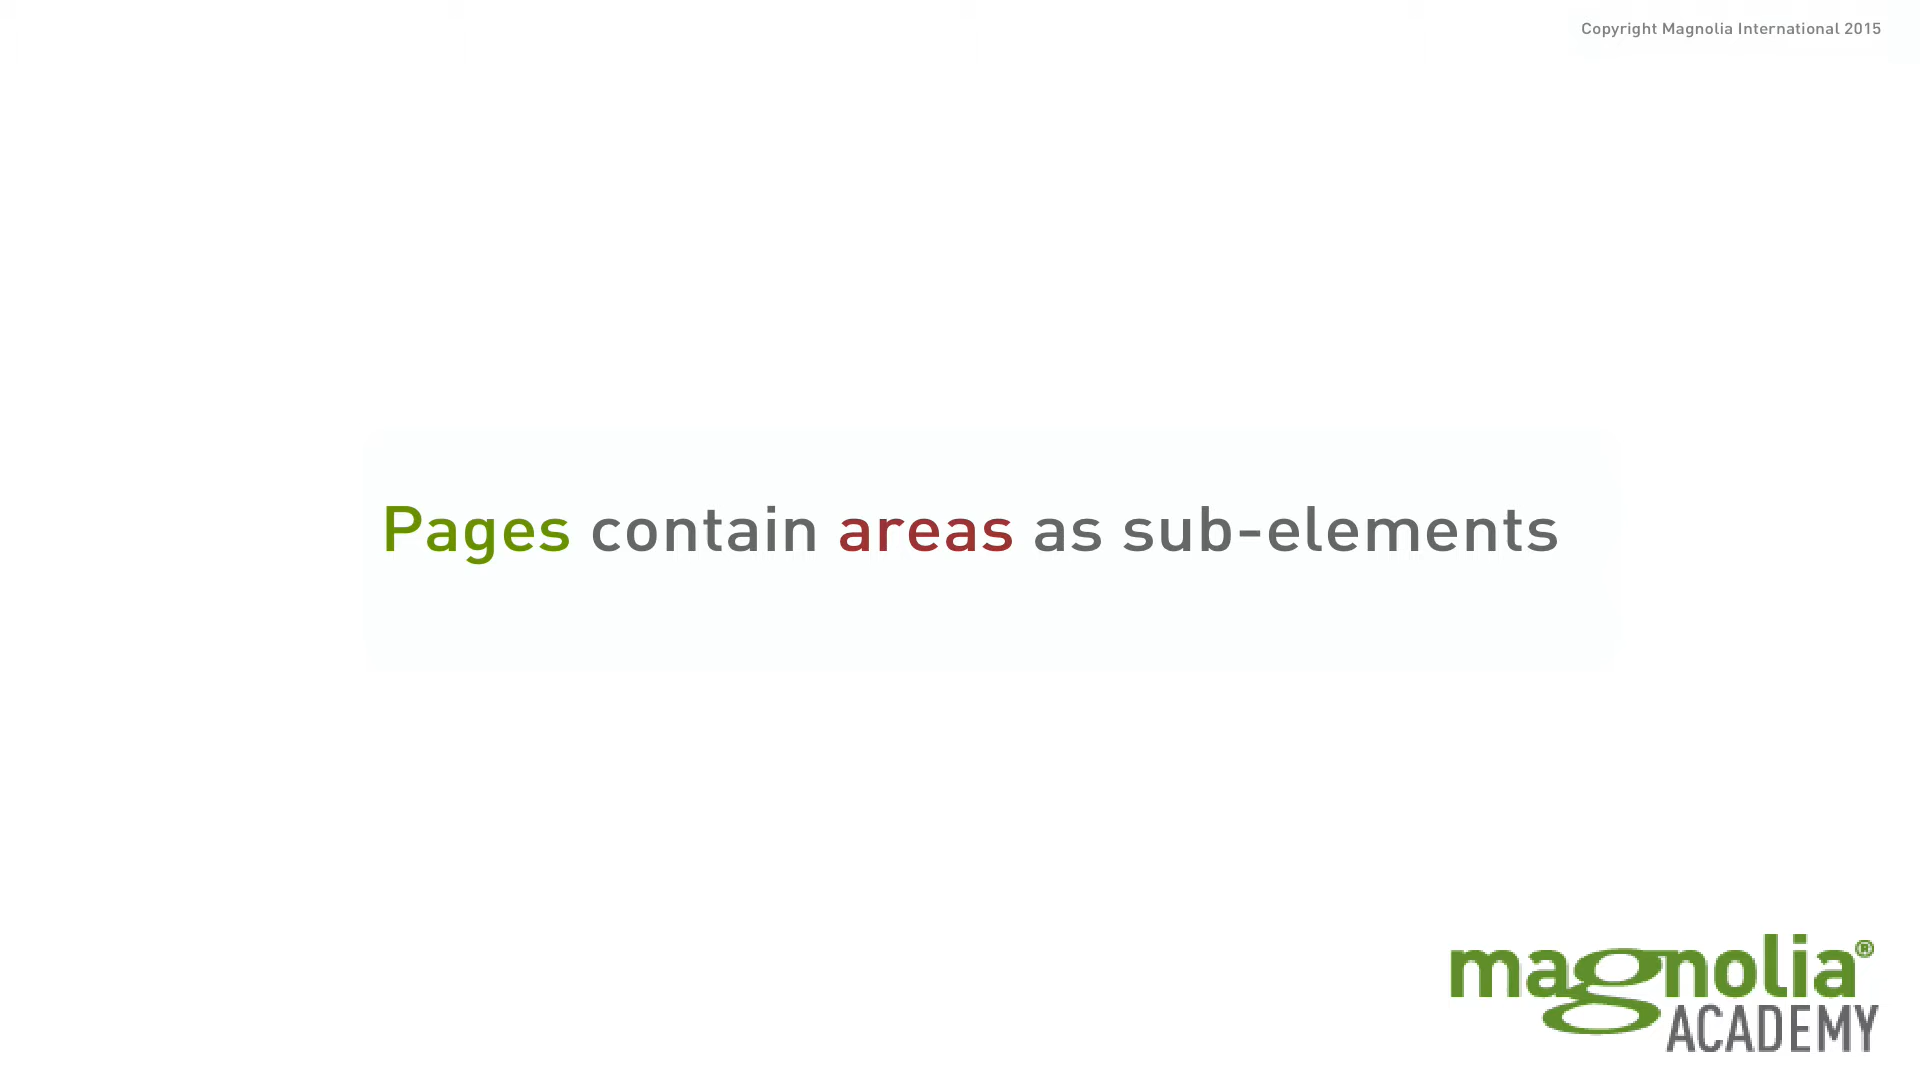 Copyright Magnolia International 2015
Pages contain areas as sub-elements
magnolia®
ACADEMY